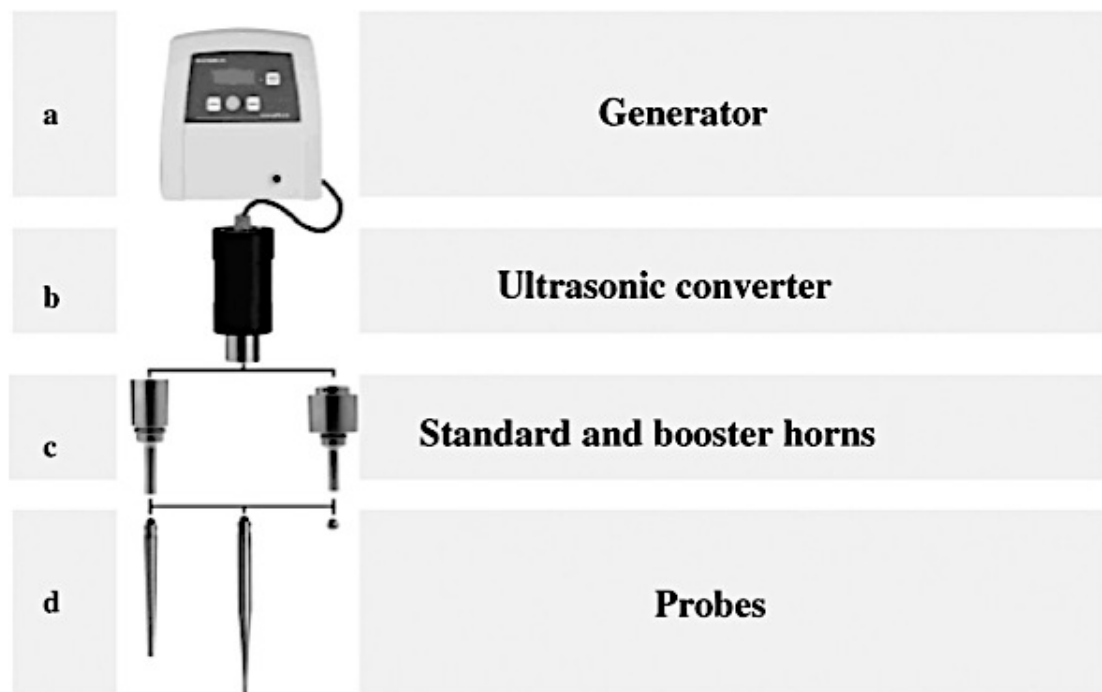 a
Generator
b
Ultrasonic converter
c
Standard and booster horns
d
Probes